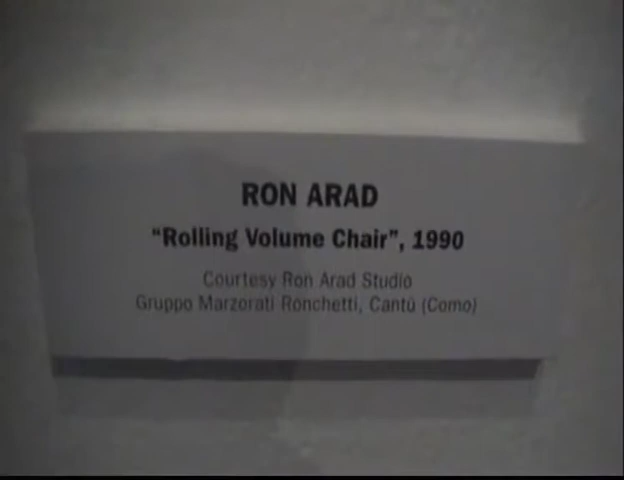 RON ARAD
“Rolling Volume Chair”, 1990
Courtesy Ron Arad Studio
Gruppo Marzorati Ronchetti, Cantù (Como)